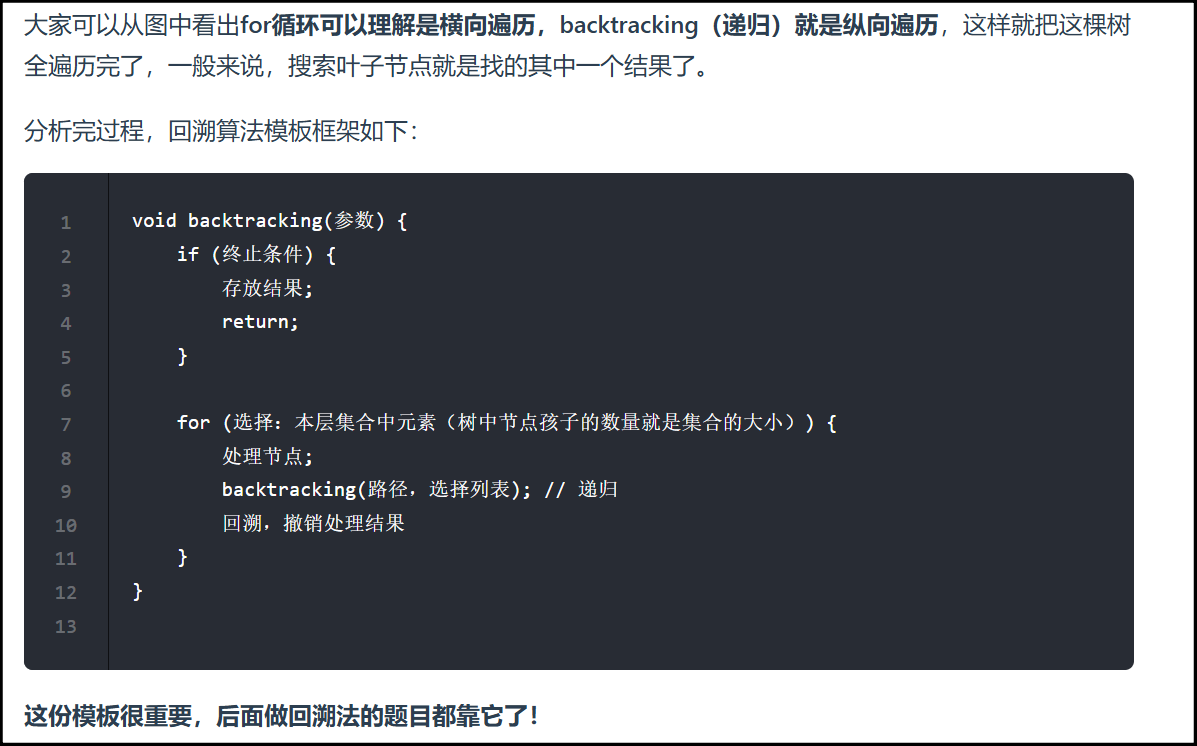 大家可以从图中看出for循环可以理解是横向遍历，backtracking（递归）就是纵向遍历，这样就把这棵树
全遍历完了，一般来说，搜索叶子节点就是找的其中一个结果了。
分析完过程，回溯算法模板框架如下：
1 void backtracking(参数) {
2     if (终止条件) {
3         存放结果;
4         return;
5     }
6
7     for (选择：本层集合中元素（树中节点孩子的数量就是集合的大小）) {
8         处理节点;
9         backtracking(路径，选择列表); // 递归
10         回溯，撤销处理结果
11     }
12 }
13
这份模板很重要，后面做回溯法的题目都靠它了！